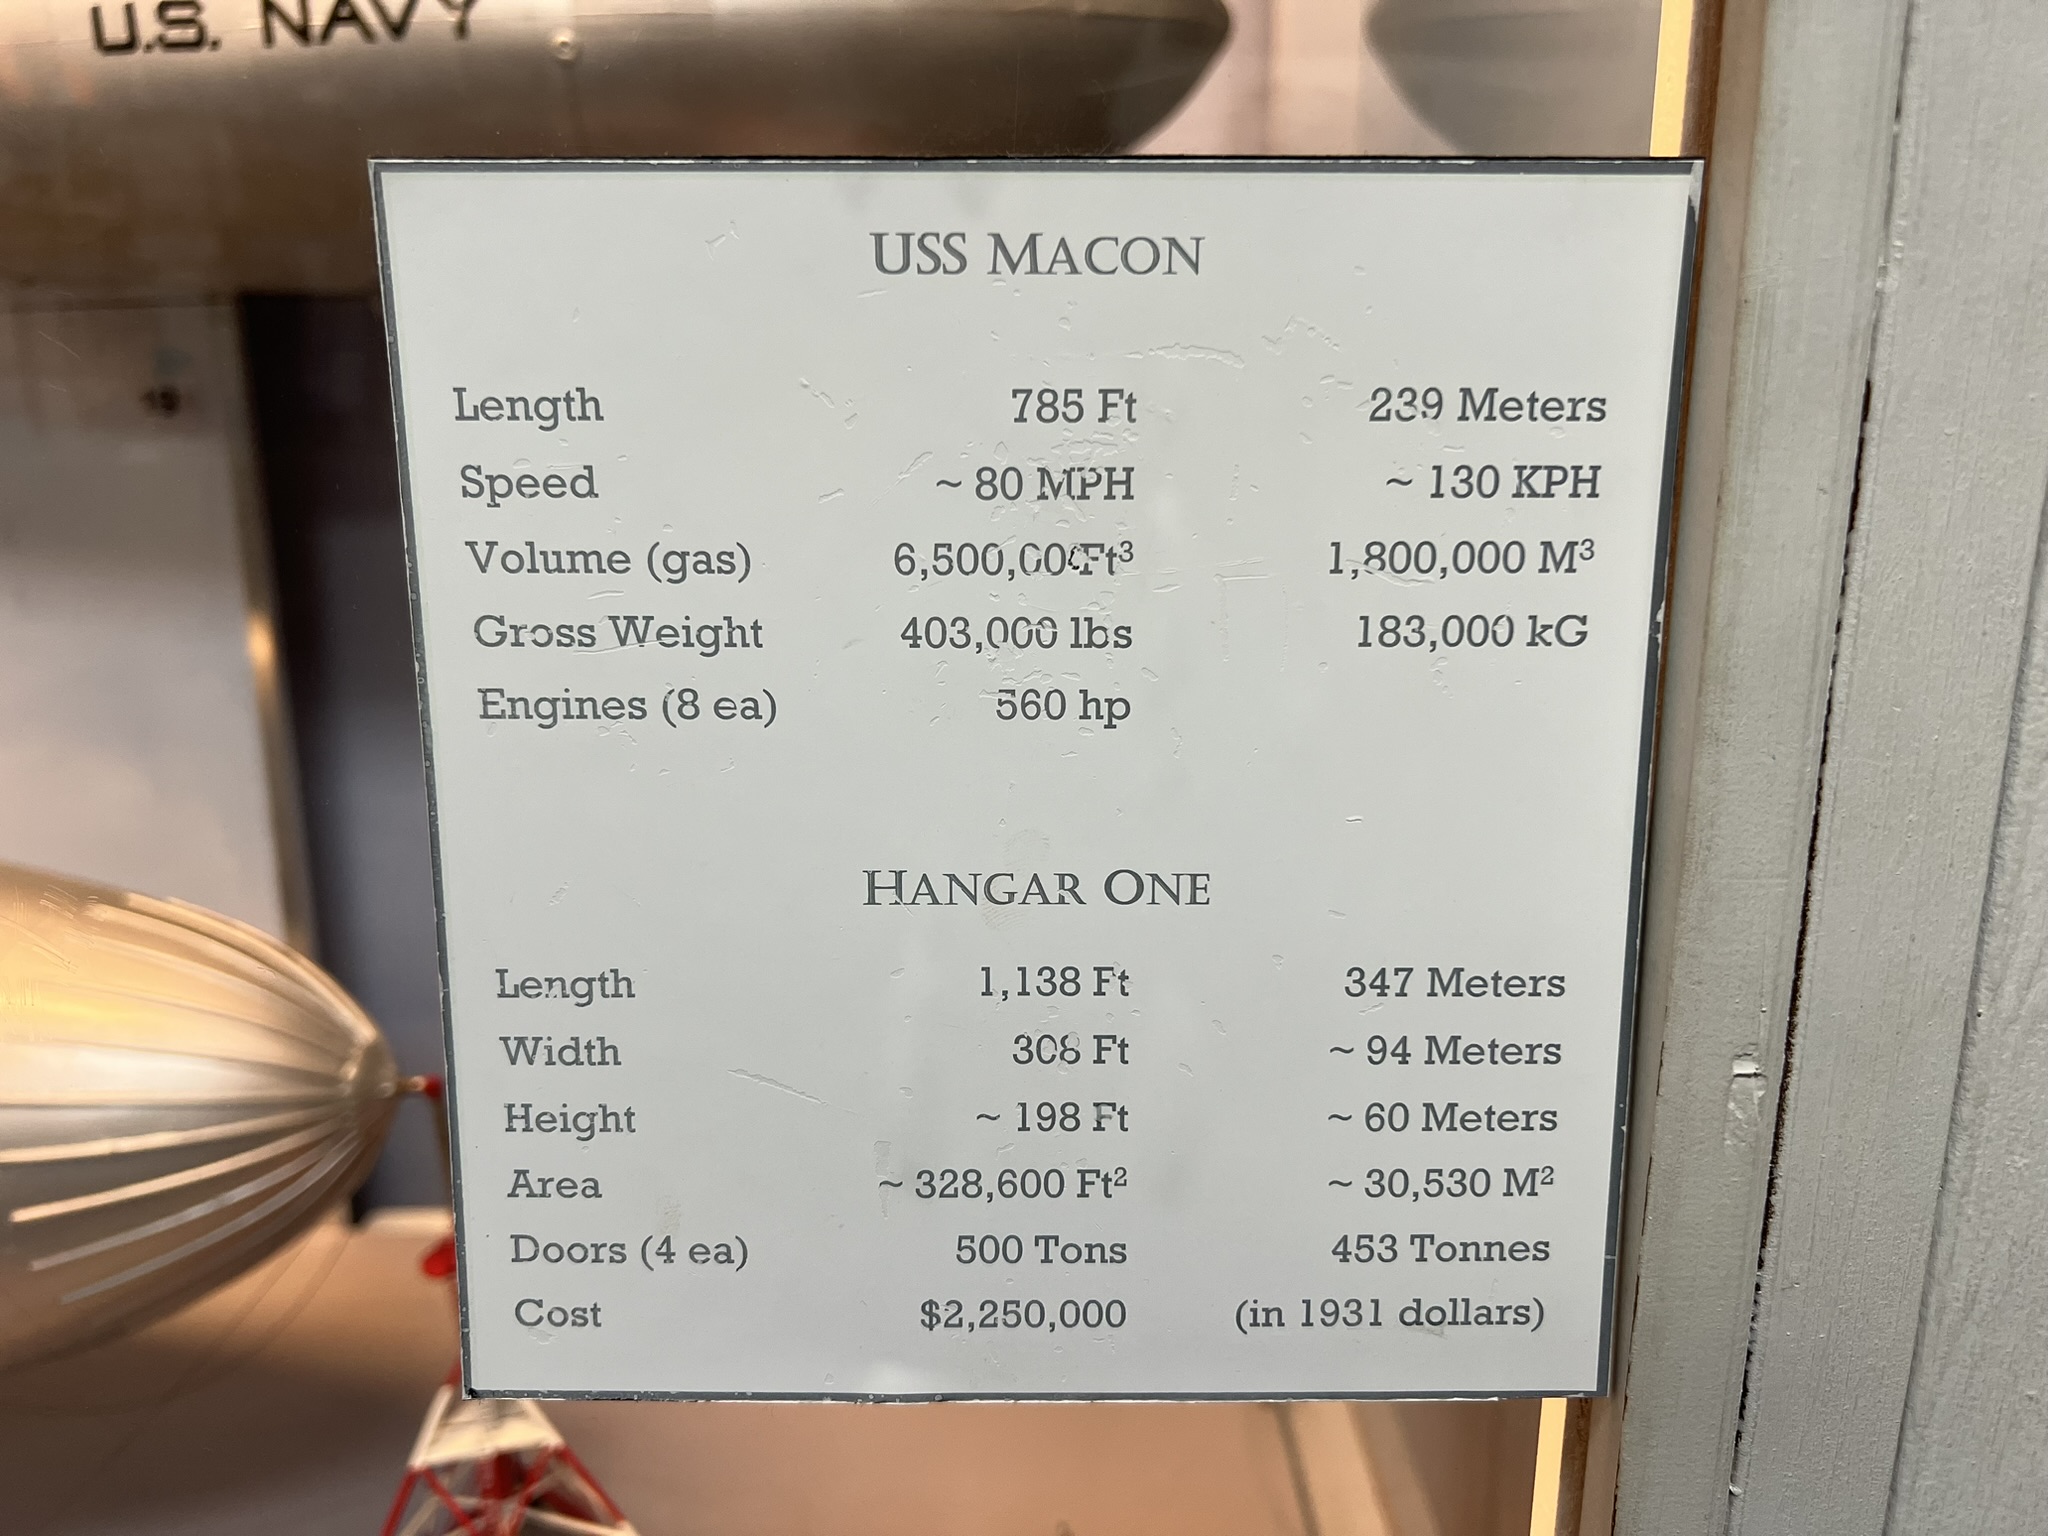 U.S. NAVY
19
USS MACON
Length 785 Ft 239 Meters
Speed ~ 80 MPH ~ 130 KPH
Volume (gas) 6,500,000 Ft³ 1,800,000 M³
Gross Weight 403,000 lbs 183,000 kG
Engines (8 ea) 560 hp
HANGAR ONE
Length 1,138 Ft 347 Meters
Width 308 Ft ~ 94 Meters
Height ~ 198 Ft ~ 60 Meters
Area ~ 328,600 Ft² ~ 30,530 M²
Doors (4 ea) 500 Tons 453 Tonnes
Cost $2,250,000 (in 1931 dollars)